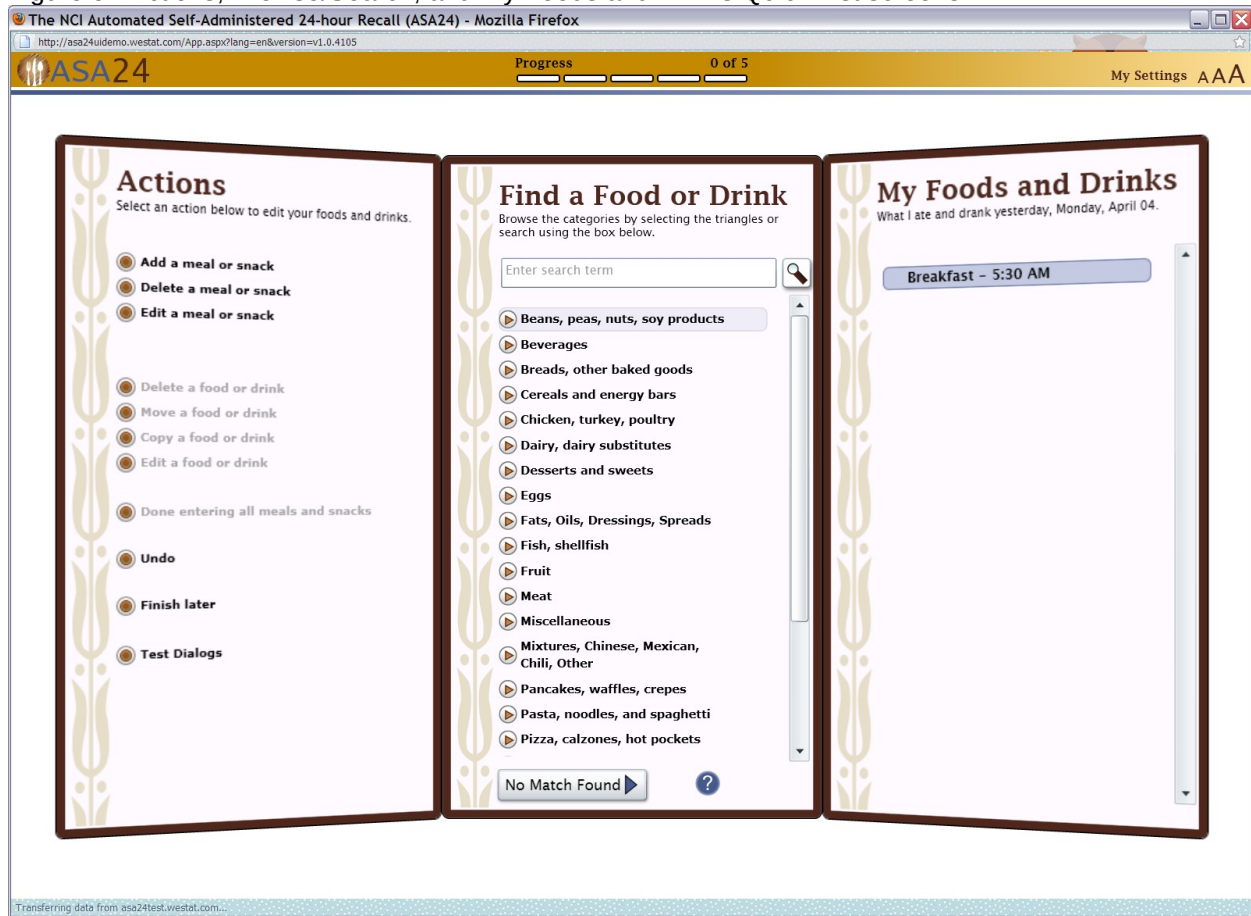 The NCI Automated Self-Administered 24-hour Recall (ASA24) - Mozilla Firefox
http://asa24uidemo.westat.com/App.aspx?lang=en&version=v1.0.4105
ASA24
Progress 0 of 5
My Settings A A A
Actions
Select an action below to edit your foods and drinks.
Add a meal or snack
Delete a meal or snack
Edit a meal or snack
Delete a food or drink
Move a food or drink
Copy a food or drink
Edit a food or drink
Done entering all meals and snacks
Undo
Finish later
Test Dialogs
Find a Food or Drink
Browse the categories by selecting the triangles or
search using the box below.
Enter search term
Beans, peas, nuts, soy products
Beverages
Breads, other baked goods
Cereals and energy bars
Chicken, turkey, poultry
Dairy, dairy substitutes
Desserts and sweets
Eggs
Fats, Oils, Dressings, Spreads
Fish, shellfish
Fruit
Meat
Miscellaneous
Mixtures, Chinese, Mexican,
Chili, Other
Pancakes, waffles, crepes
Pasta, noodles, and spaghetti
Pizza, calzones, hot pockets
No Match Found
?
My Foods and Drinks
What I ate and drank yesterday, Monday, April 04.
Breakfast – 5:30 AM
Transferring data from asa24test.westat.com...